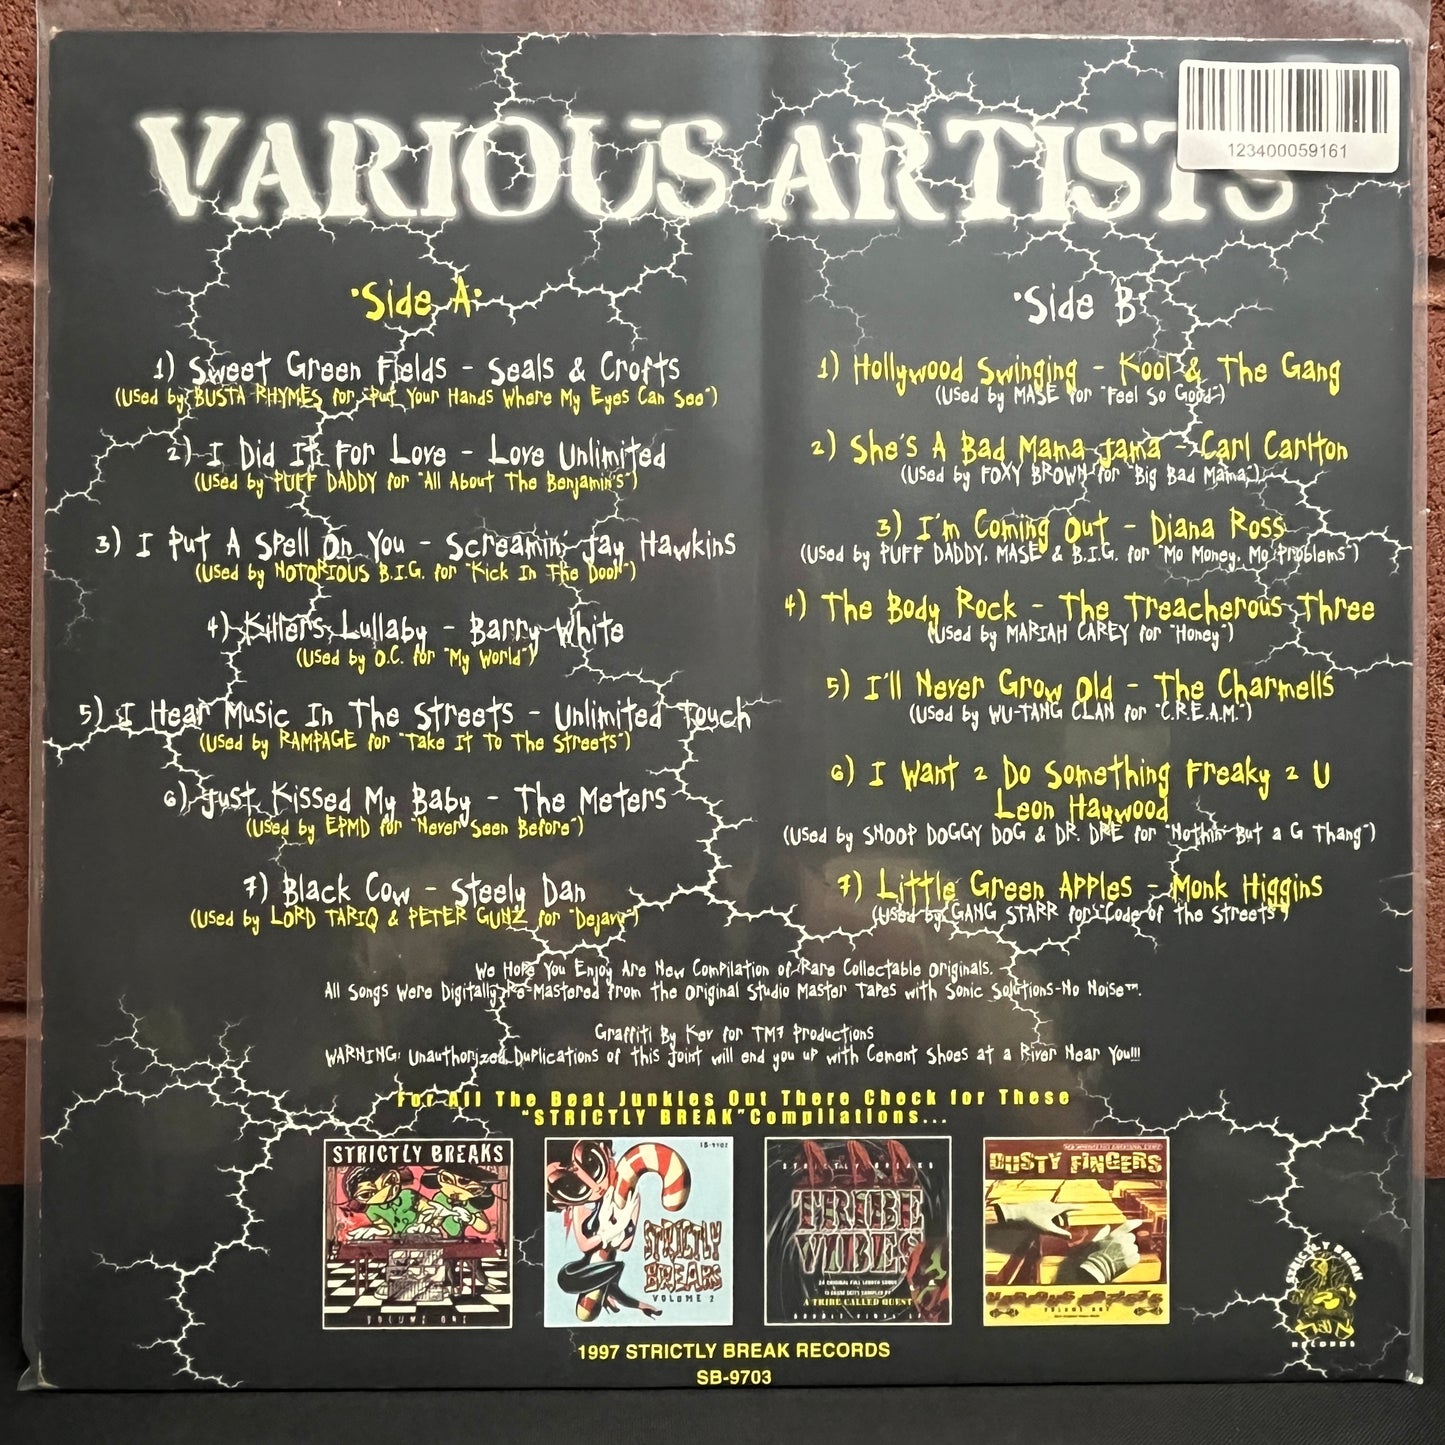 VARIOUS ARTISTS
123400059161
•Side A•
1) Sweet Green Fields - Seals & Crofts
(Used by BUSTA RHYMES for "Put Your Hands Where My Eyes Can See")
2) I Did It For Love - Love Unlimited
(Used by PUFF DADDY for "All About The Benjamin's")
3) I Put A Spell On You - Screamin' Jay Hawkins
(Used by NOTORIOUS B.I.G. for "Kick In The Door")
4) Killers Lullaby - Barry White
(Used by O.C. for "My World")
5) I Hear Music In The Streets - Unlimited Touch
(Used by RAMPAGE for "Take It To The Streets")
6) Just Kissed My Baby - The Meters
(Used by EPMD for "Never Seen Before")
7) Black Cow - Steely Dan
(Used by LORD TARIQ & PETER GUNZ for "Dejavu")
•Side B•
1) Hollywood Swinging - Kool & The Gang
(Used by MASE for "Feel So Good")
2) She's A Bad Mama Jama - Carl Carlton
(Used by FOXY BROWN for "Big Bad Mama")
3) I'm Coming Out - Diana Ross
(Used by PUFF DADDY, MASE & B.I.G. for "Mo Money, Mo Problems")
4) The Body Rock - The Treacherous Three
(Used by MARIAH CAREY for "Honey")
5) I'll Never Grow Old - The Charmells
(Used by WU-TANG CLAN for "C.R.E.A.M.")
6) I Want 2 Do Something Freaky 2 U
Leon Haywood
(Used by SNOOP DOGGY DOG & DR. DRE for "Nothin' But a G Thang")
7) Little Green Apples - Monk Higgins
(Used by GANG STARR for "Code of the Streets")
We Hope You Enjoy Are New Compilation of Rare Collectable Originals.
All Songs Were Digitally Re-Mastered from the Original Studio Master Tapes with Sonic Solutions-No Noise™.
Graffiti By Kev for TM7 Productions
WARNING: Unauthorized Duplications of this Joint will end you up with Cement Shoes at a River Near You!!!
For All The Beat Junkies Out There Check for These
"STRICTLY BREAK" Compilations...
STRICTLY BREAKS
VOLUME ONE
STRICTLY
BREAKS
VOLUME 2
STRICTLY BREAKS
TRIBE
VIBES
A TRIBE CALLED QUEST
DOUBLE VINYL LP
DUSTY FINGERS
VARIOUS ARTISTS
VOLUME ONE
STRICTLY BREAK
RECORDS
1997 STRICTLY BREAK RECORDS
SB-9703